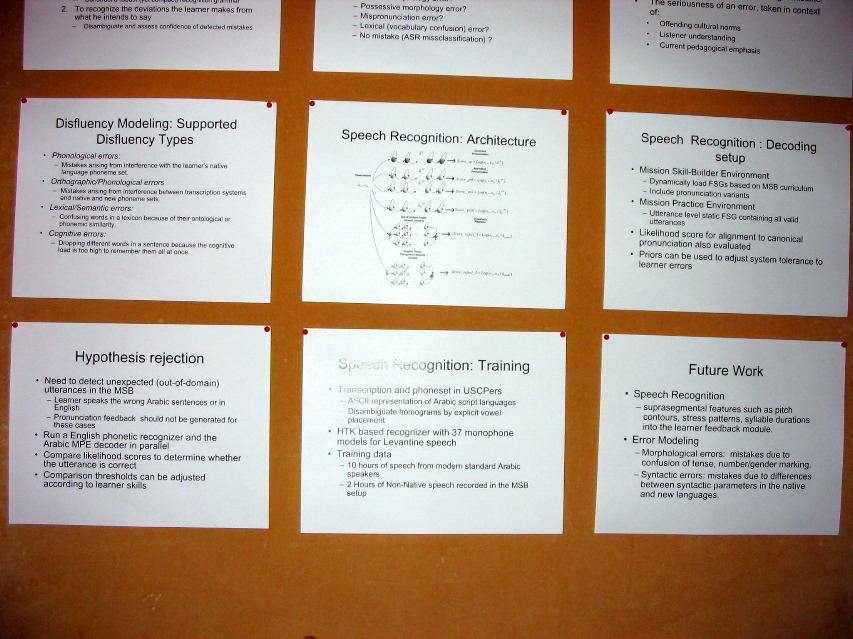 2. To recognize the deviations the learner makes from
what he intends to say
– Disambiguate and assess confidence of detected mistakes
– Possessive morphology error?
– Mispronunciation error?
– Lexical (vocabulary confusion) error?
– No mistake (ASR missclassification) ?
• The seriousness of an error, taken in context
of:
• Offending cultural norms
• Listener understanding
• Current pedagogical emphasis
Disfluency Modeling: Supported
Disfluency Types
• Phonological errors:
– Mistakes arising from interference with the learner's native
language phoneme set.
• Orthographic/Phonological errors
– Mistakes arising from interference between transcription systems
and native and new phoneme sets.
• Lexical/Semantic errors:
– Confusing words in a lexicon because of their ontological or
phonemic similarity.
• Cognitive errors:
– Dropping different words in a sentence because the cognitive
load is too high to remember them all at once.
Speech Recognition: Architecture
Speech Recognition : Decoding
setup
• Mission Skill-Builder Environment
– Dynamically load FSGs based on MSB curriculum
– Include pronunciation variants
• Mission Practice Environment
– Utterance level static FSG containing all valid
utterances
• Likelihood score for alignment to canonical
pronunciation also evaluated
• Priors can be used to adjust system tolerance to
learner errors
Hypothesis rejection
• Need to detect unexpected (out-of-domain)
utterances in the MSB
– Learner speaks the wrong Arabic sentences or in
English
– Pronunciation feedback should not be generated for
these cases
• Run a English phonetic recognizer and the
Arabic MPE decoder in parallel
• Compare likelihood scores to determine whether
the utterance is correct
• Comparison thresholds can be adjusted
according to learner skills
Speech Recognition: Training
• Transcription and phoneset in USCPers
– ASCII representation of Arabic script languages
– Disambiguate homograms by explicit vowel
placement
• HTK based recognizer with 37 monophone
models for Levantine speech
• Training data
– 10 hours of speech from modern standard Arabic
speakers
– 2 Hours of Non-Native speech recorded in the MSB
setup
Future Work
• Speech Recognition
– suprasegmental features such as pitch
contours, stress patterns, syllable durations
into the learner feedback module.
• Error Modeling
– Morphological errors: mistakes due to
confusion of tense, number/gender marking.
– Syntactic errors: mistakes due to differences
between syntactic parameters in the native
and new languages.